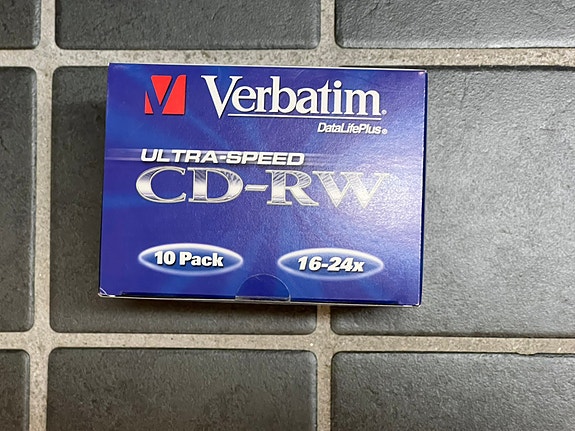 Verbatim®
DataLifePlus®
ULTRA-SPEED
CD-RW
10 Pack
16-24x